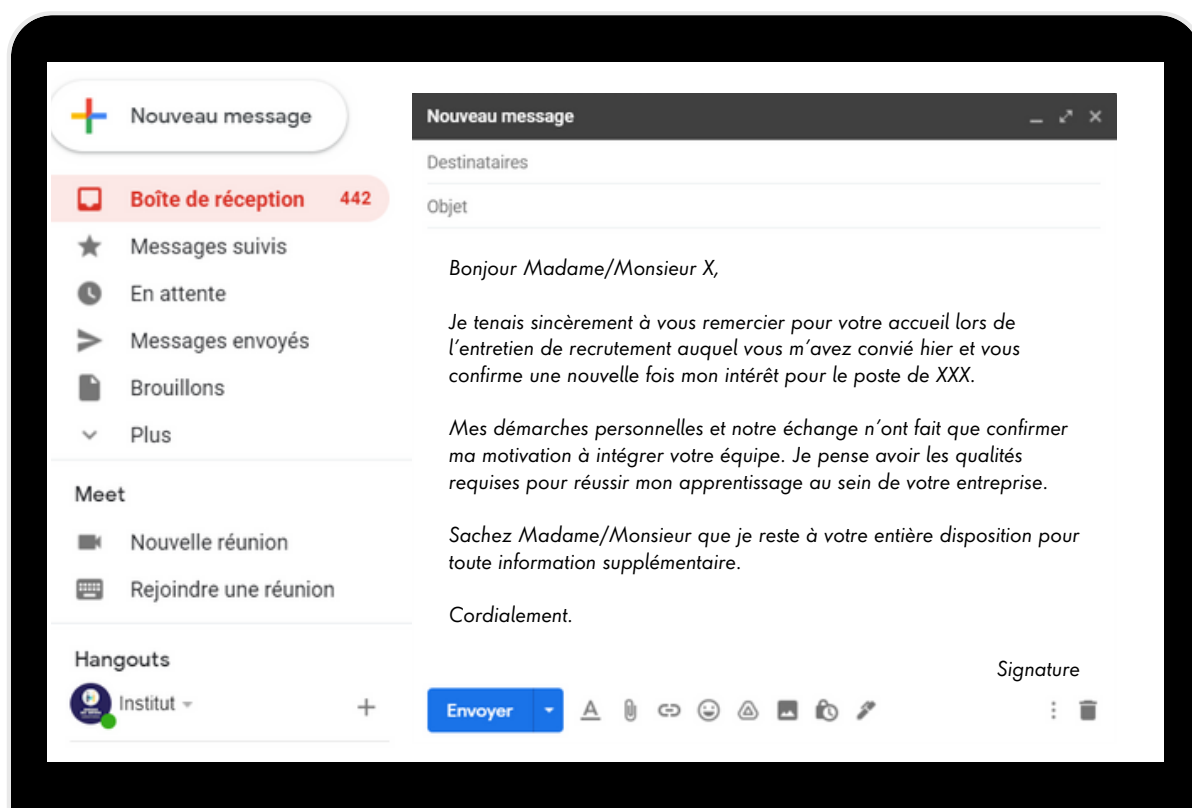 Nouveau message
Boîte de réception 442
Messages suivis
En attente
Messages envoyés
Brouillons
Plus
Meet
Nouvelle réunion
Rejoindre une réunion
Hangouts
Institut
Nouveau message
Destinataires
Objet
Bonjour Madame/Monsieur X,
Je tenais sincèrement à vous remercier pour votre accueil lors de
l'entretien de recrutement auquel vous m'avez convié hier et vous
confirme une nouvelle fois mon intérêt pour le poste de XXX.
Mes démarches personnelles et notre échange n'ont fait que confirmer
ma motivation à intégrer votre équipe. Je pense avoir les qualités
requises pour réussir mon apprentissage au sein de votre entreprise.
Sachez Madame/Monsieur que je reste à votre entière disposition pour
toute information supplémentaire.
Cordialement.
Signature
Envoyer